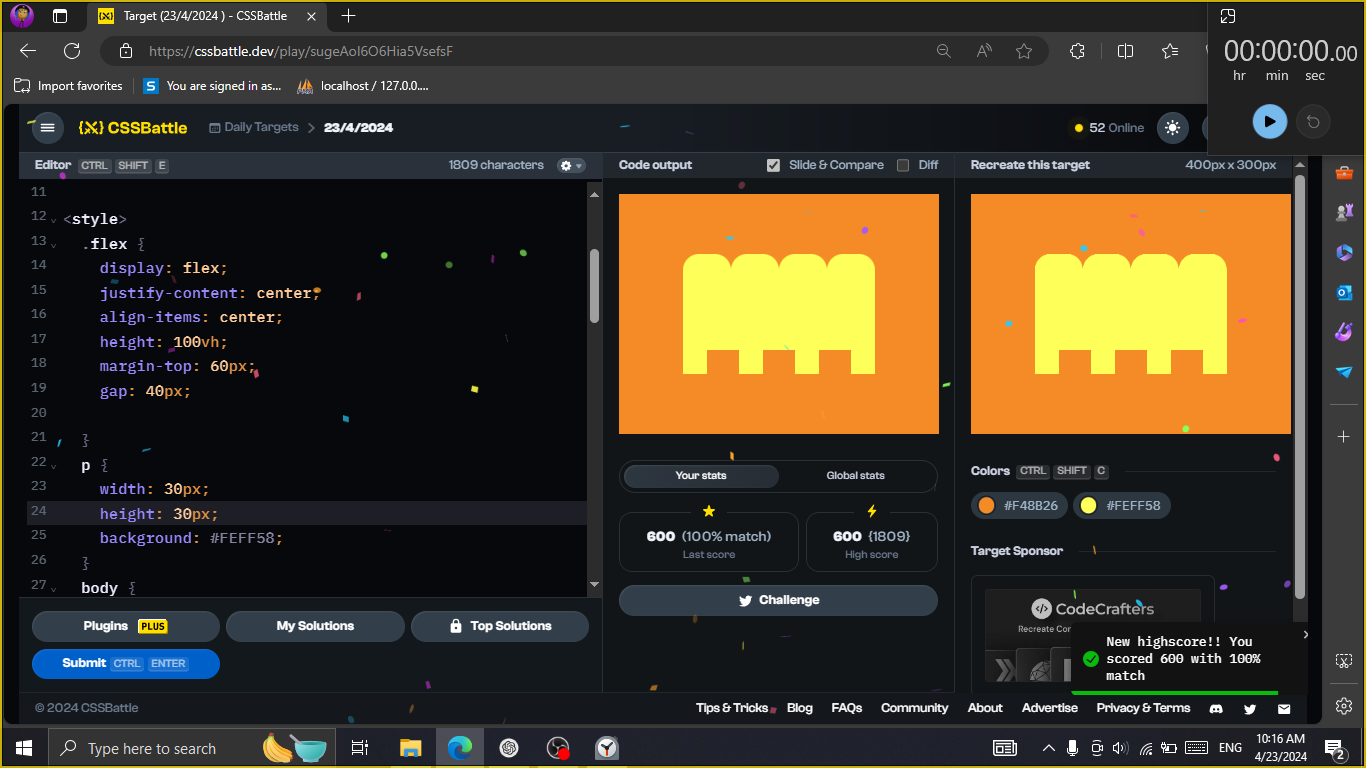 Target (23/4/2024 ) - CSSBattle
https://cssbattle.dev/play/sugeAoI6O6Hia5VsefsF
Import favorites
You are signed in as...
localhost / 127.0.0....
00:00:00.00
hr min sec
{X} CSSBattle
Daily Targets
23/4/2024
52 Online
Editor CTRL SHIFT E
1809 characters
Code output
Slide & Compare
Diff
Recreate this target
400px x 300px
11
12 <style>
13 .flex {
14 display: flex;
15 justify-content: center;
16 align-items: center;
17 height: 100vh;
18 margin-top: 60px;
19 gap: 40px;
20
21 }
22 p {
23 width: 30px;
24 height: 30px;
25 background: #FEFF58;
26 }
27 body {
Your stats
Global stats
600 (100% match)
Last score
600 {1809}
High score
Challenge
Colors CTRL SHIFT C
#F48B26
#FEFF58
Target Sponsor
CodeCrafters
Recreate Con
New highscore!! You
scored 600 with 100%
match
Plugins PLUS
My Solutions
Top Solutions
Submit CTRL ENTER
© 2024 CSSBattle
Tips & Tricks
Blog
FAQs
Community
About
Advertise
Privacy & Terms
Type here to search
ENG
10:16 AM
4/23/2024
2